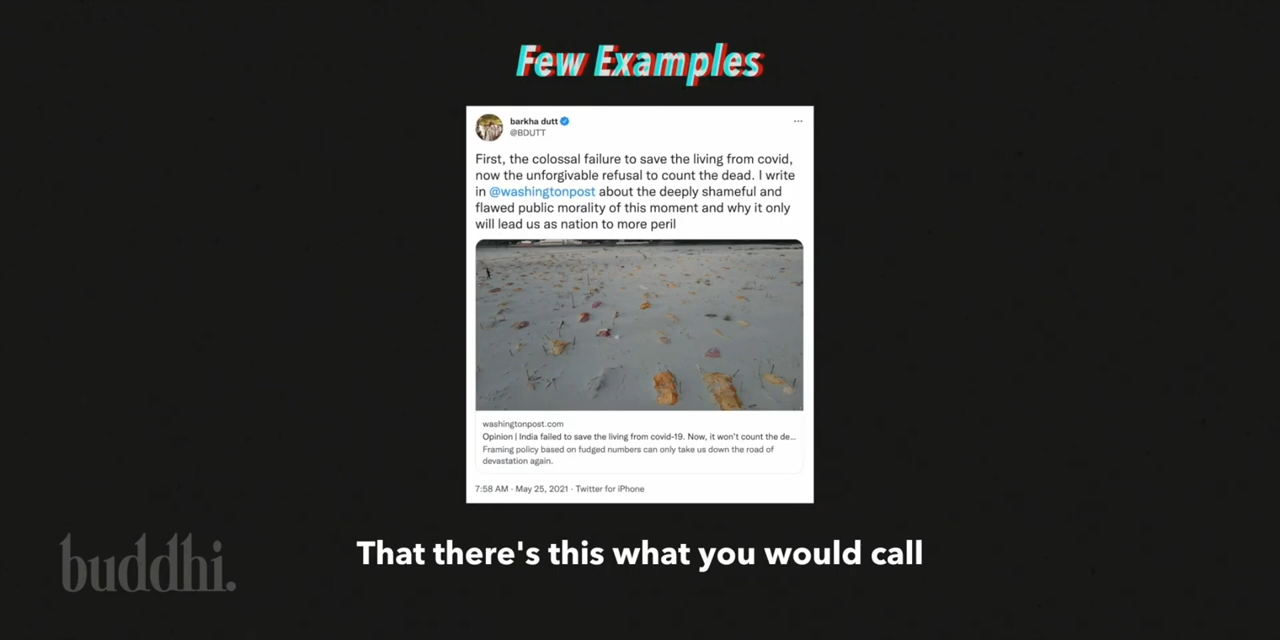 Few Examples
barkha dutt
@BDUTT
First, the colossal failure to save the living from covid,
now the unforgivable refusal to count the dead. I write
in @washingtonpost about the deeply shameful and
flawed public morality of this moment and why it only
will lead us as nation to more peril
washingtonpost.com
Opinion | India failed to save the living from covid-19. Now, it won't count the de...
Framing policy based on fudged numbers can only take us down the road of
devastation again.
7:58 AM · May 25, 2021 · Twitter for iPhone
That there's this what you would call
buddhi.